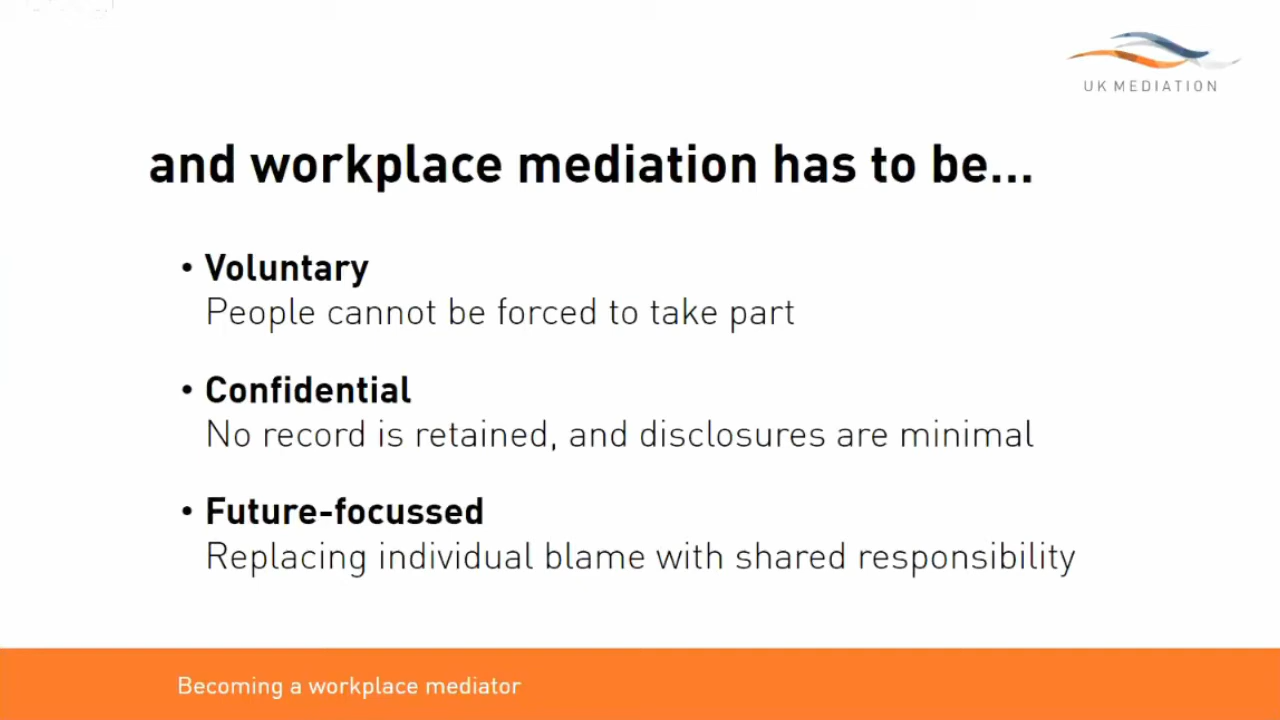 UK MEDIATION
and workplace mediation has to be...
• Voluntary
People cannot be forced to take part
• Confidential
No record is retained, and disclosures are minimal
• Future-focussed
Replacing individual blame with shared responsibility
Becoming a workplace mediator